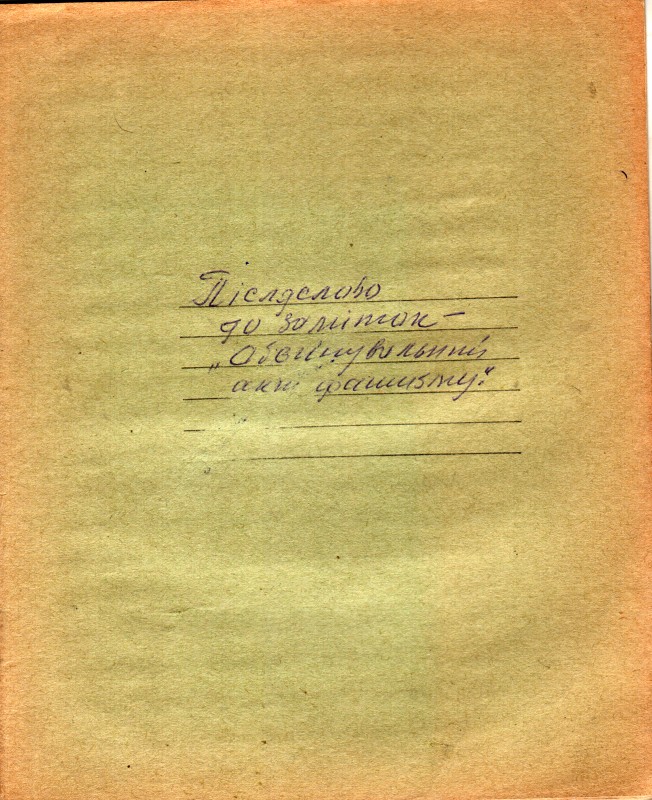 Післяслово
до заміток –
„Обвинувальний
акт фашизму".